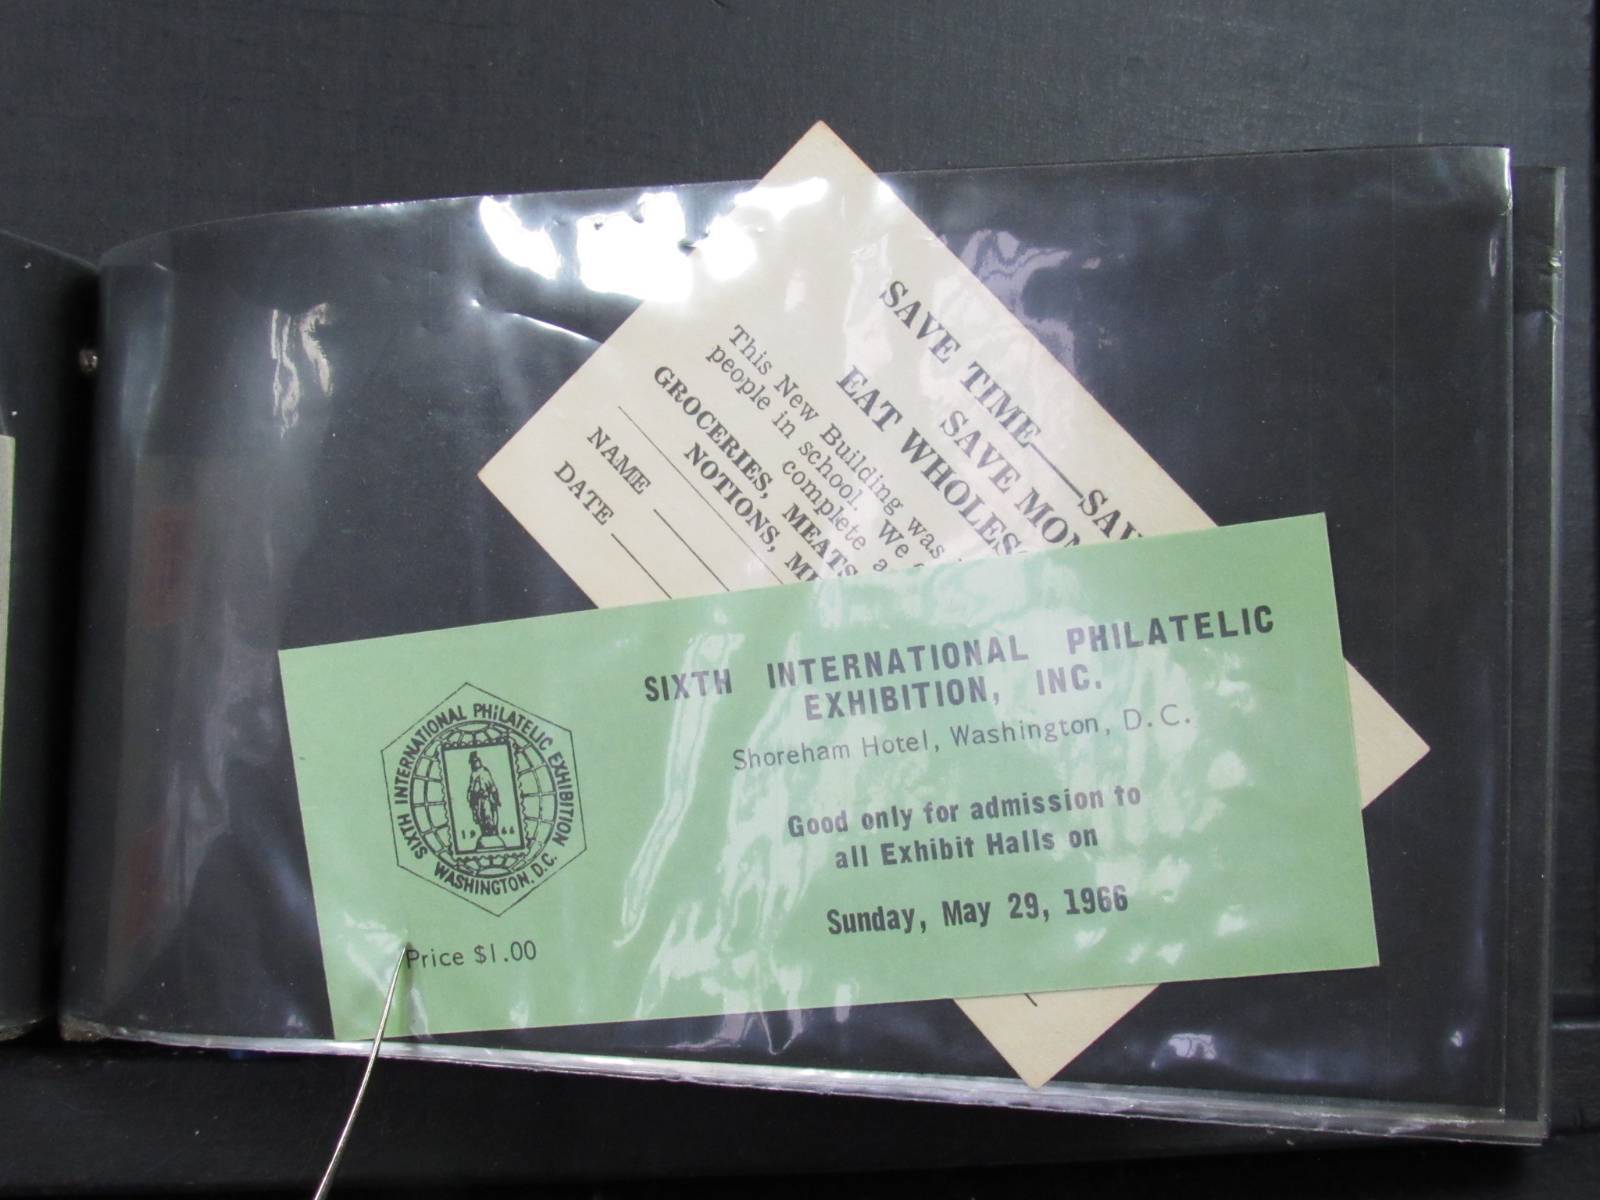 SAVE TIME—SAV
SAVE MON
EAT WHOLES
This New Building was
people in school. We
complete a
GROCERIES, MEATS
NOTIONS,
NAME
DATE
SIXTH INTERNATIONAL PHILATELIC
EXHIBITION, INC.
Shoreham Hotel, Washington, D.C.
Good only for admission to
all Exhibit Halls on
Sunday, May 29, 1966
SIXTH INTERNATIONAL PHILATELIC EXHIBITION
1966
WASHINGTON, D.C.
Price $1.00